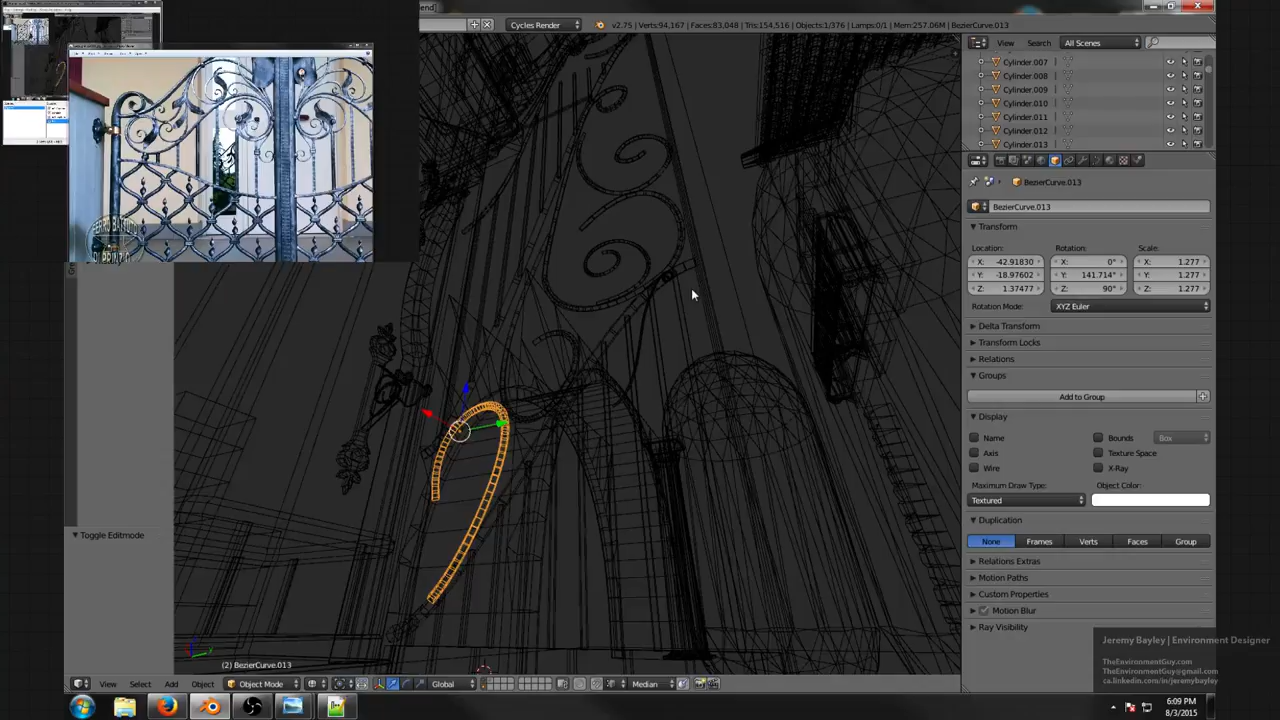 Cycles Render
v2.75 | Verts:94,167
Objects:1/376 | Lamps:0/1 | Mem:257.06M | BezierCurve.013
View Search All Scenes
Cylinder.007
Cylinder.008
Cylinder.009
Cylinder.010
Cylinder.011
Cylinder.012
Cylinder.013
BezierCurve.013
BezierCurve.013
Transform
Location: Rotation: Scale:
X: -42.91830 X: 0° X: 1.277
Y: -18.97602 Y: 141.714° Y: 1.277
Z: 1.37477 Z: 90° Z: 1.277
Rotation Mode: XYZ Euler
Delta Transform
Transform Locks
Relations
Groups
Add to Group
Display
Name Bounds Box
Axis Texture Space
Wire X-Ray
Maximum Draw Type: Object Color:
Textured
Duplication
None Frames Verts Faces Group
Relations Extras
Motion Paths
Custom Properties
Motion Blur
Ray Visibility
Toggle Editmode
(2) BezierCurve.013
View Select Add Object Object Mode Global Median
Jeremy Bayley | Environment Designer
TheEnvironmentGuy.com
TheEnvironmentGuy@gmail.com
ca.linkedin.com/in/jeremybayley
6:09 PM
8/3/2015